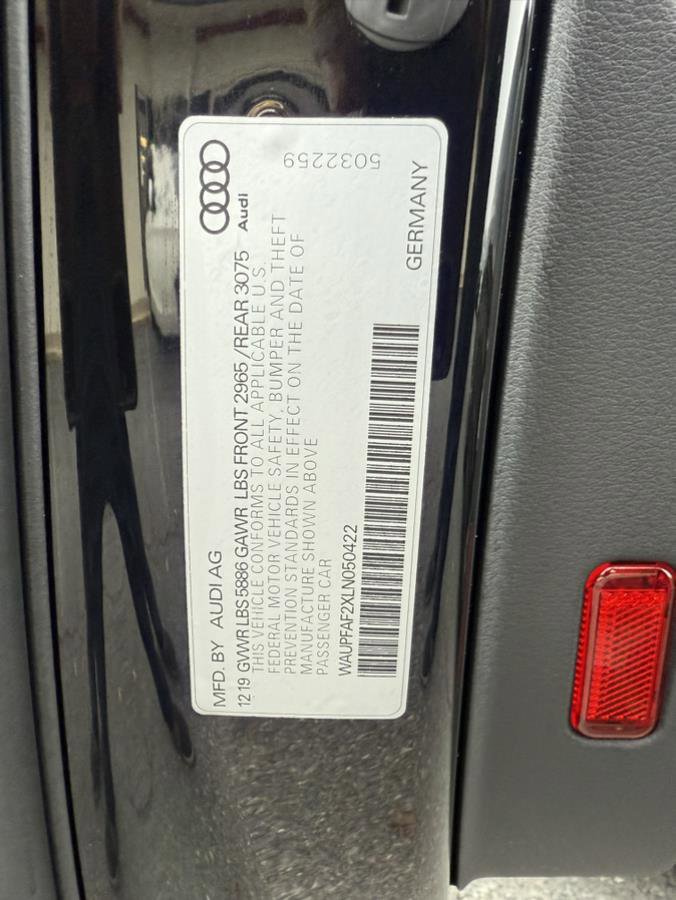 MFD. BY AUDI AG
Audi
1219 GVWR LBS 5886 GAWR LBS FRONT 2965 /REAR 3075
THIS VEHICLE CONFORMS TO ALL APPLICABLE U.S.
FEDERAL MOTOR VEHICLE SAFETY, BUMPER AND THEFT
PREVENTION STANDARDS IN EFFECT ON THE DATE OF
MANUFACTURE SHOWN ABOVE
PASSENGER CAR
WAUPFAF2XLN050422
GERMANY
5032259